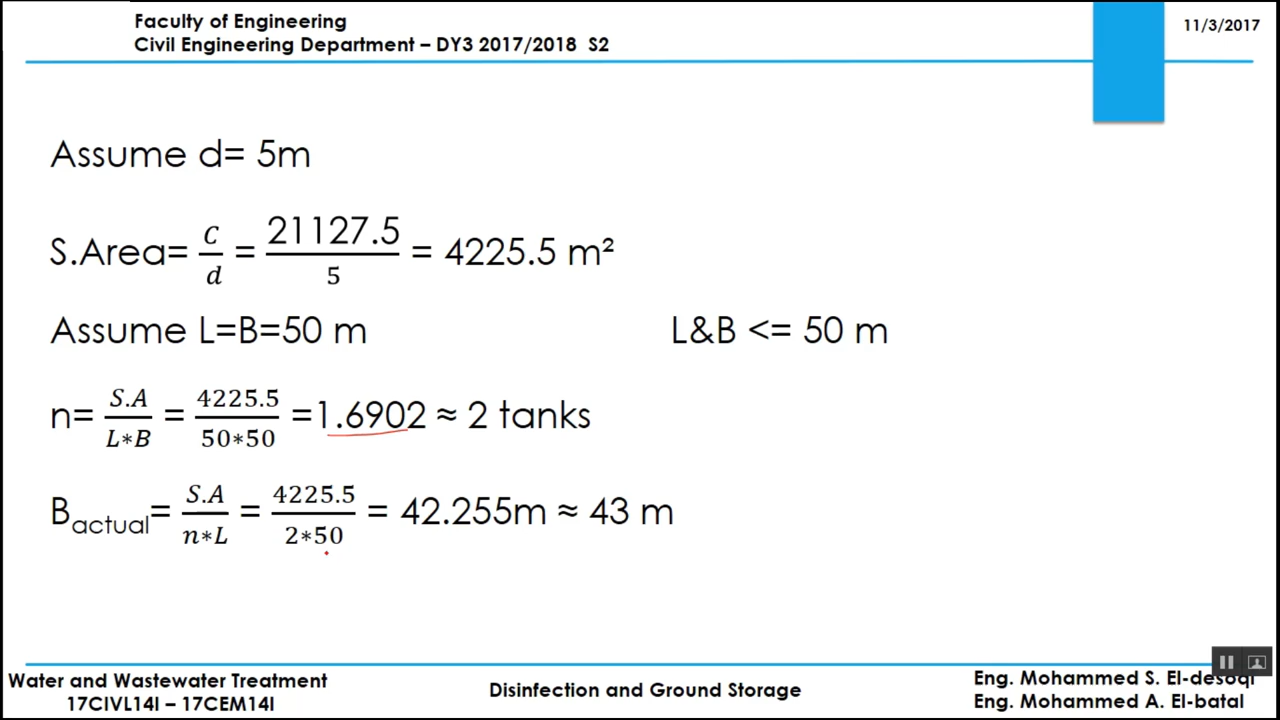 Faculty of Engineering
Civil Engineering Department – DY3 2017/2018 S2
11/3/2017
Assume d= 5m
S.Area= C/d = 21127.5/5 = 4225.5 m²
Assume L=B=50 m
L&B <= 50 m
n= S.A/L∗B = 4225.5/50∗50 =1.6902 ≈ 2 tanks
Bactual= S.A/n∗L = 4225.5/2∗50 = 42.255m ≈ 43 m
Water and Wastewater Treatment
17CIVL14I – 17CEM14I
Disinfection and Ground Storage
Eng. Mohammed S. El-desoqi
Eng. Mohammed A. El-batal